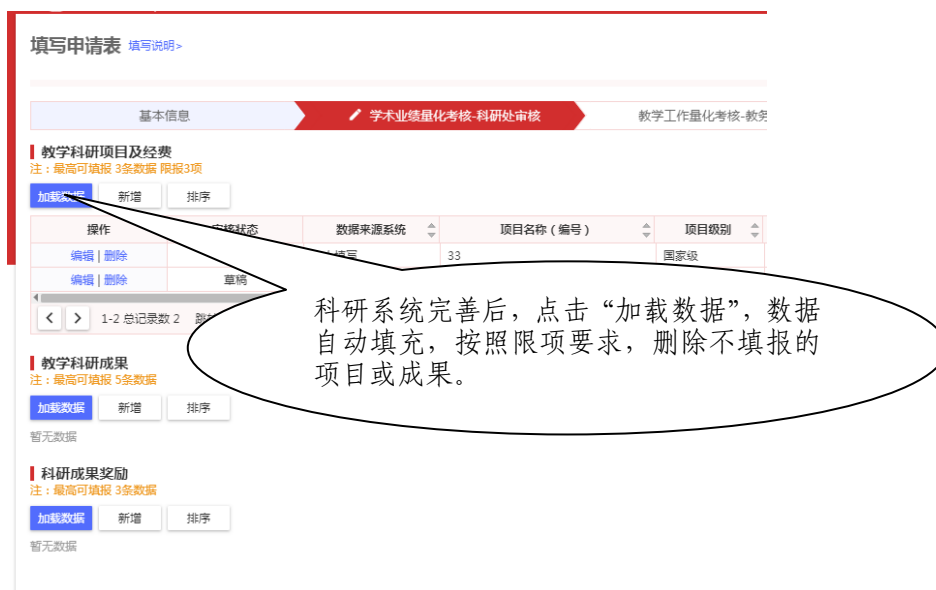 填写申请表 填写说明>
基本信息 学术业绩量化考核-科研处审核 教学工作量化考核-教务
教学科研项目及经费
注：最高可填报 3条数据 限报3项
加载数据 新增 排序
操作 审核状态 数据来源系统 项目名称（编号） 项目级别
编辑 | 删除 填写 33 国家级
编辑 | 删除 草稿
< > 1-2 总记录数 2
科研系统完善后，点击“加载数据”，数据
自动填充，按照限项要求，删除不填报的
项目或成果。
教学科研成果
注：最高可填报 5条数据
加载数据 新增 排序
暂无数据
科研成果奖励
注：最高可填报 3条数据
加载数据 新增 排序
暂无数据